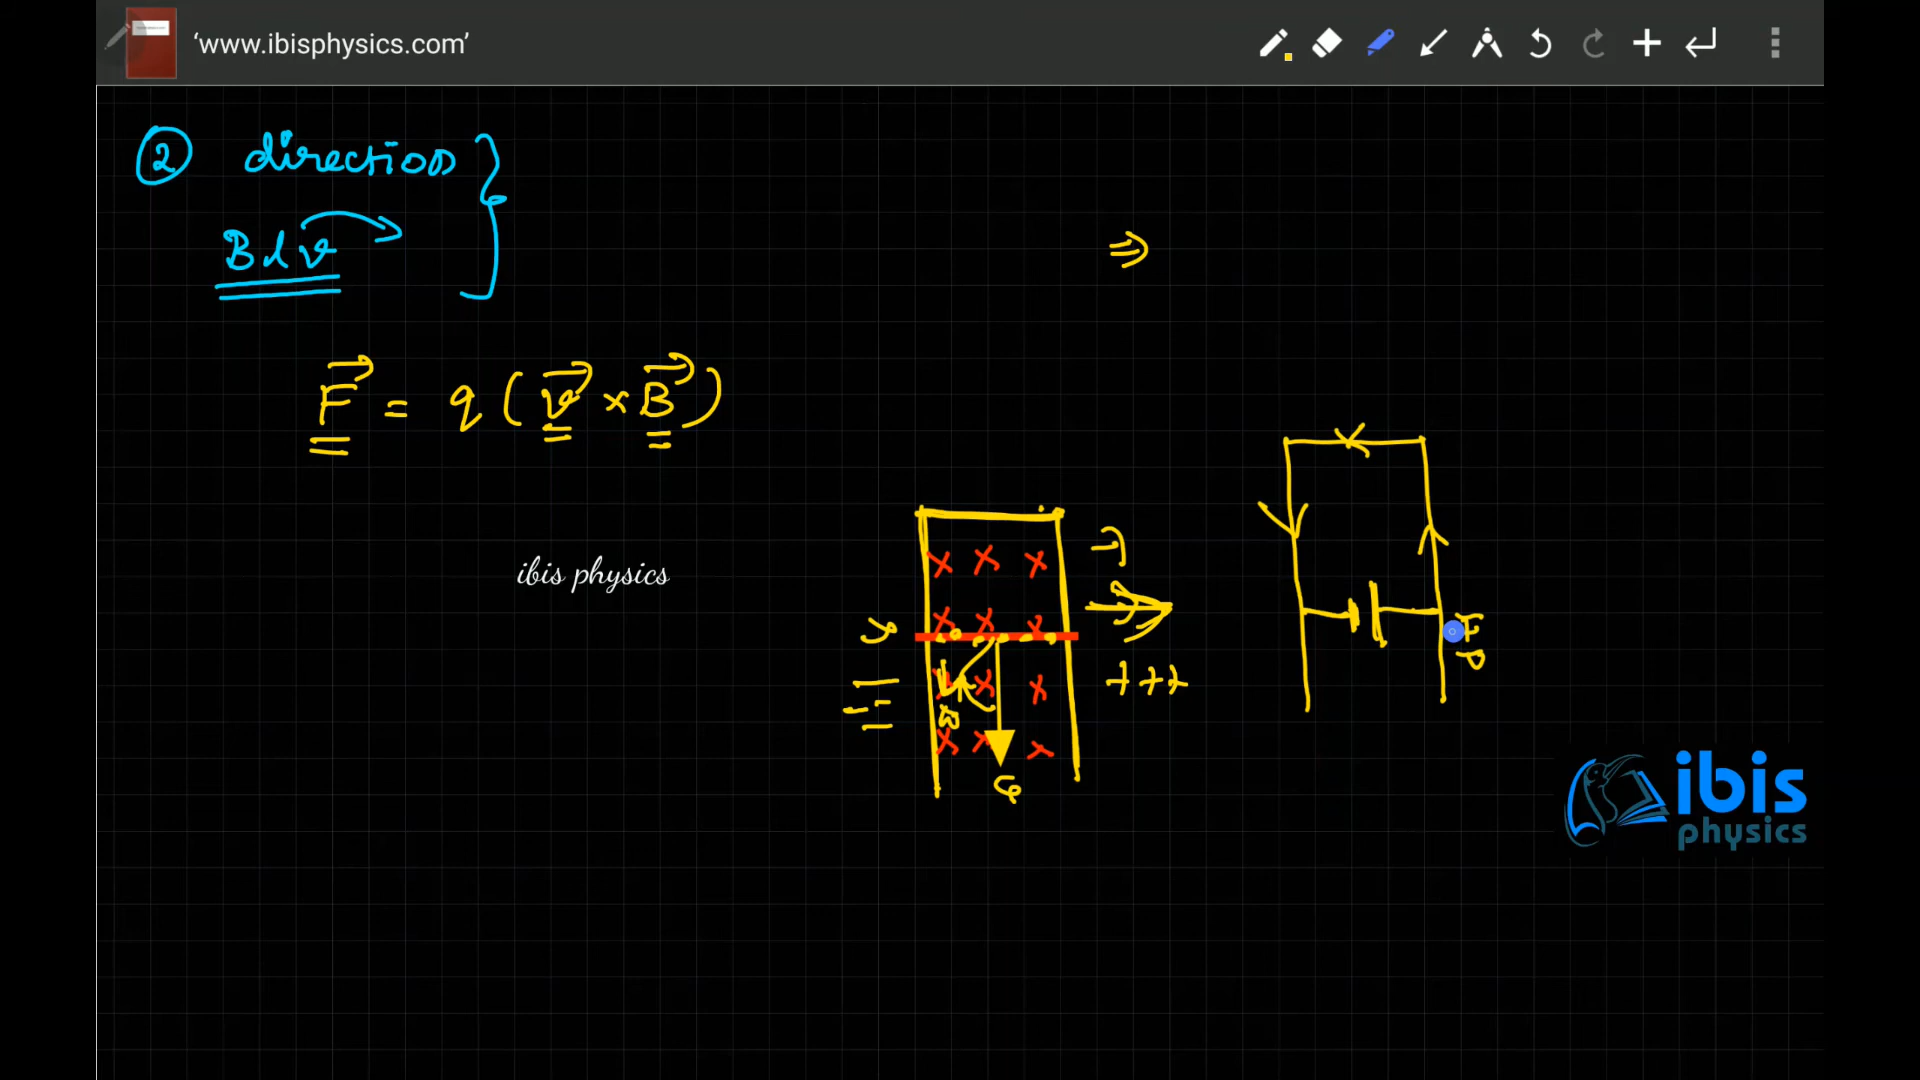 ‘www.ibisphysics.com’
② direction
Blv
F = q ( v × B )
ibis physics
x x x
x x x
+++
x x x
x x x
ibis
physics